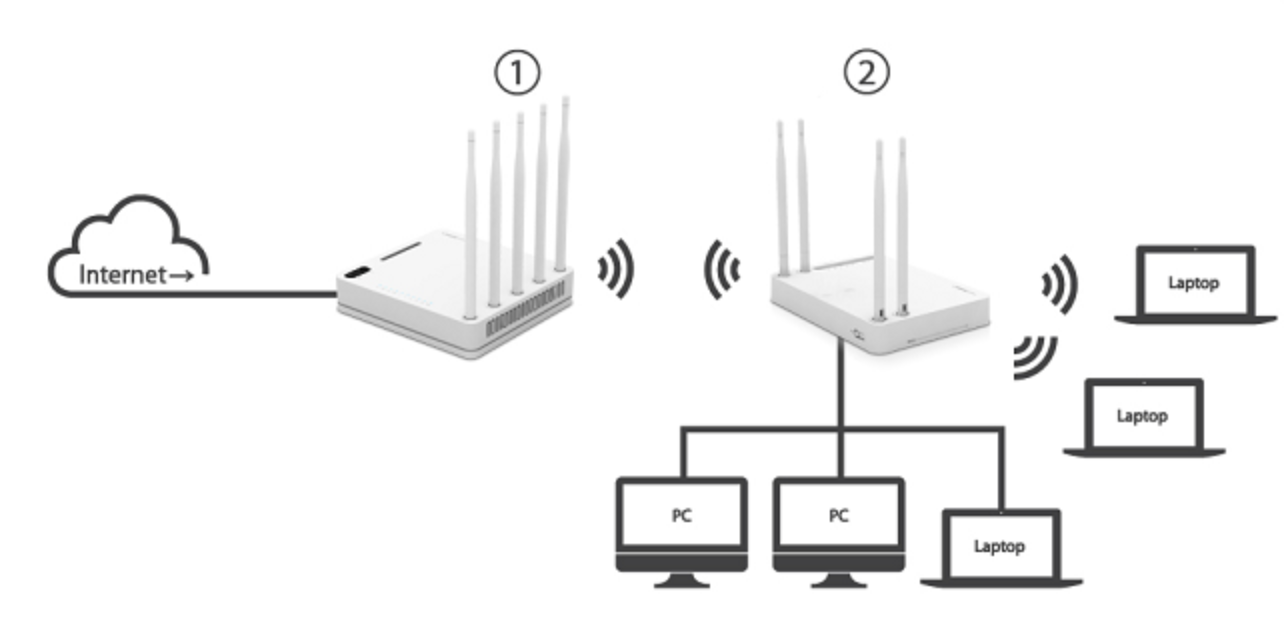 ①
②
Internet→
Laptop
Laptop
PC
PC
Laptop